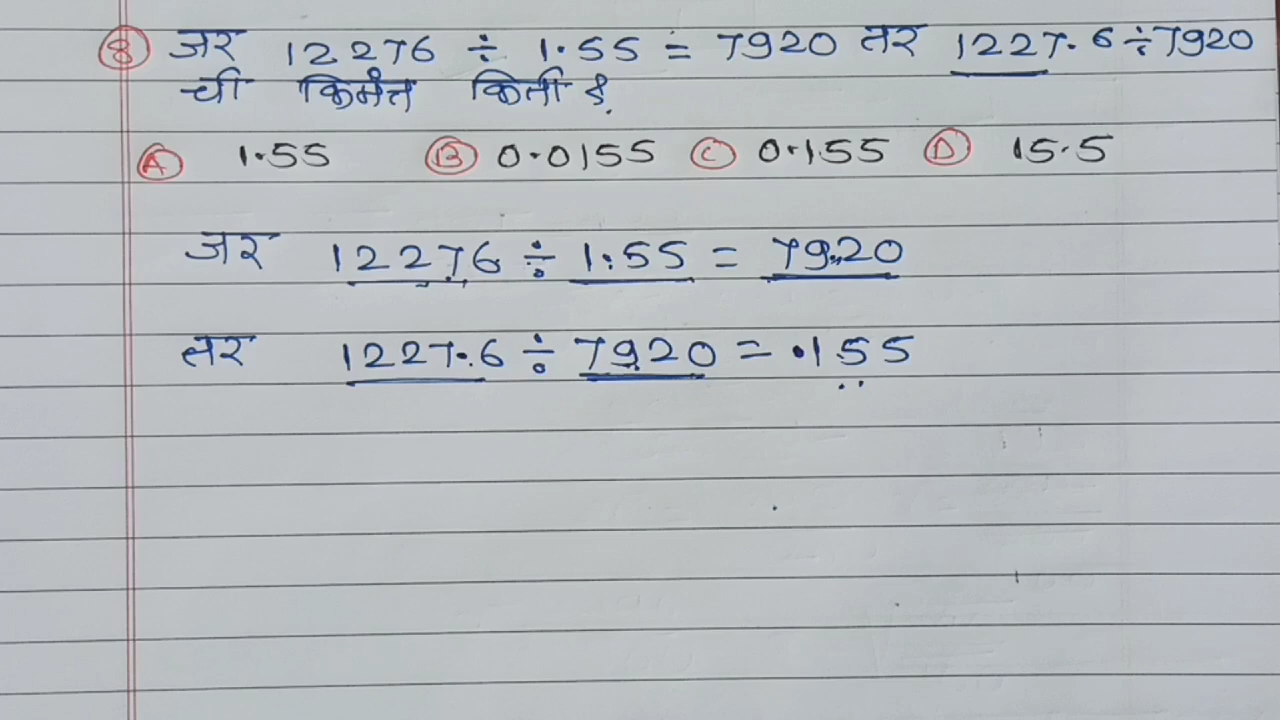 8 जर 12276 ÷ 1.55 = 7920 तर 1227.6÷7920
ची किमंत किती ?
A 1.55 B 0.0155 C 0.155 D 15.5
जर 12276 ÷ 1.55 = 7920
तर 1227.6 ÷ 7920 = .155